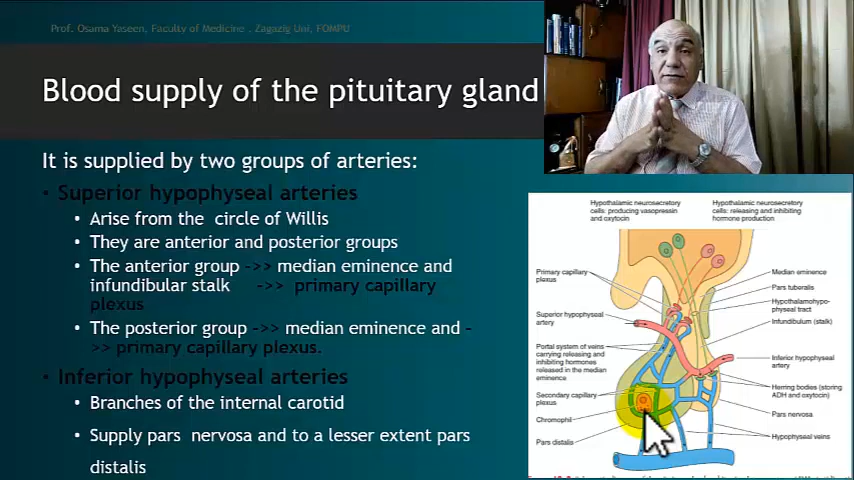 Prof. Osama Yaseen, Faculty of Medicine , Zagazig Uni, FOMPU
Blood supply of the pituitary gland
It is supplied by two groups of arteries:
• Superior hypophyseal arteries
• Arise from the circle of Willis
• They are anterior and posterior groups
• The anterior group ->> median eminence and
infundibular stalk ->> primary capillary
plexus
• The posterior group ->> median eminence and -
>> primary capillary plexus.
• Inferior hypophyseal arteries
• Branches of the internal carotid
• Supply pars nervosa and to a lesser extent pars
distalis
Hypothalamic neurosecretory
cells: producing vasopressin
and oxytocin
Hypothalamic neurosecretory
cells: releasing and inhibiting
hormone production
Primary capillary
plexus
Superior hypophyseal
artery
Portal system of veins
carrying releasing and
inhibiting hormones
released in the median
eminence
Secondary capillary
plexus
Chromophil
Pars distalis
Median eminence
Pars tuberalis
Hypothalamohypo-
physeal tract
Infundibulum (stalk)
Inferior hypophyseal
artery
Herring bodies (storing
ADH and oxytocin)
Pars nervosa
Hypophyseal veins